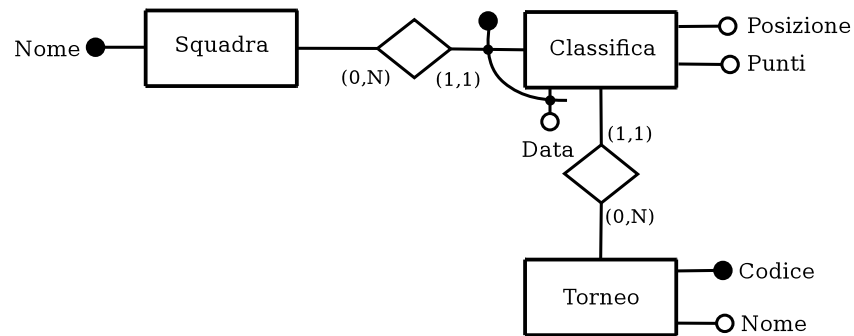 Nome
Squadra
(0,N)
(1,1)
Classifica
Posizione
Punti
Data
(1,1)
(0,N)
Torneo
Codice
Nome